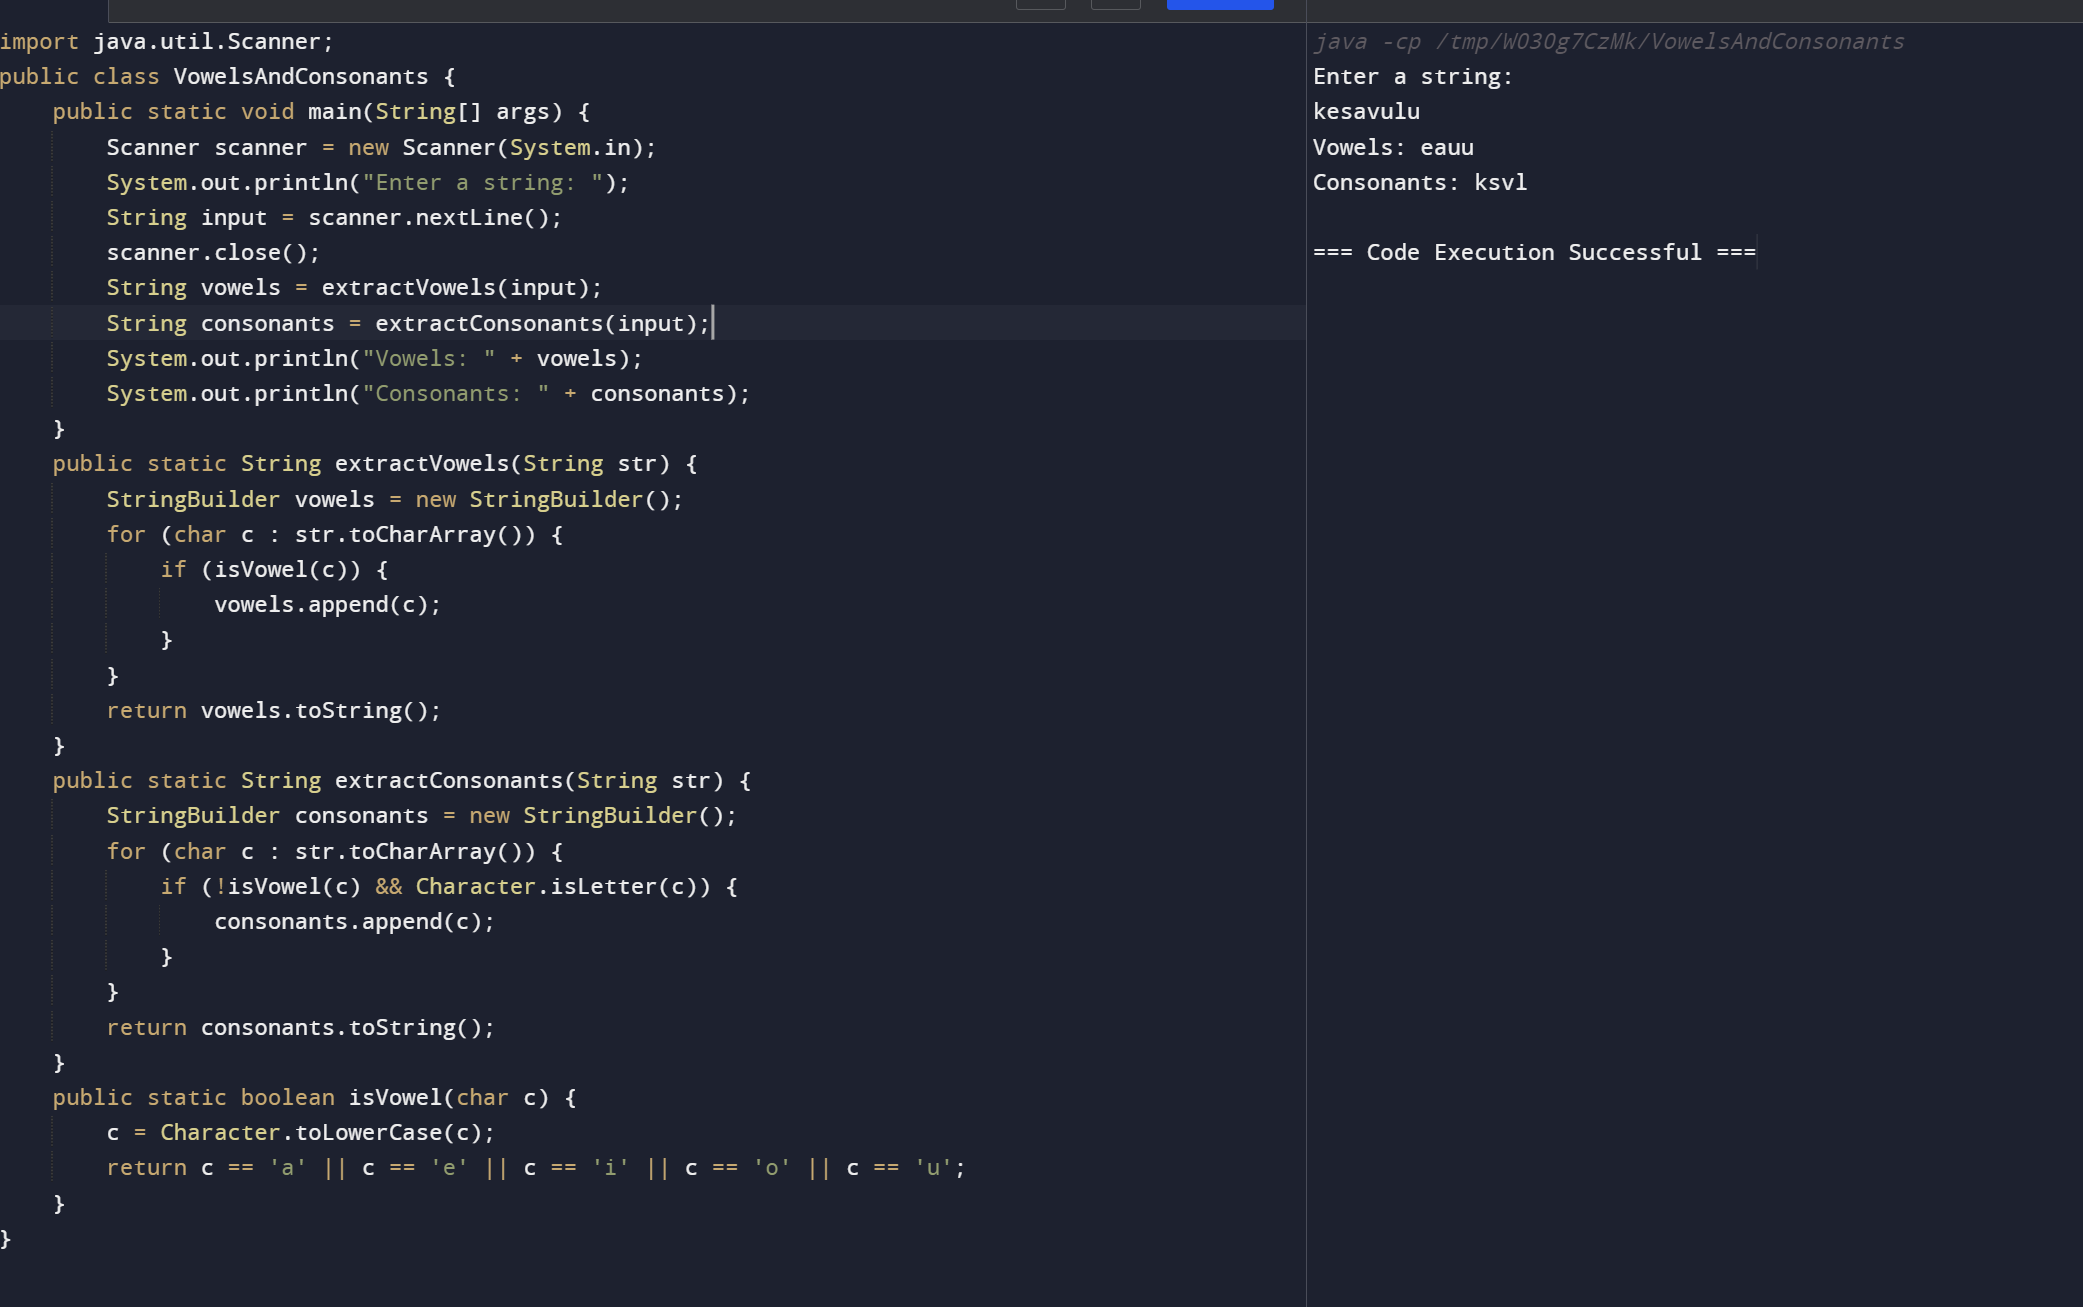 import java.util.Scanner;
public class VowelsAndConsonants {
    public static void main(String[] args) {
        Scanner scanner = new Scanner(System.in);
        System.out.println("Enter a string: ");
        String input = scanner.nextLine();
        scanner.close();
        String vowels = extractVowels(input);
        String consonants = extractConsonants(input);
        System.out.println("Vowels: " + vowels);
        System.out.println("Consonants: " + consonants);
    }
    public static String extractVowels(String str) {
        StringBuilder vowels = new StringBuilder();
        for (char c : str.toCharArray()) {
            if (isVowel(c)) {
                vowels.append(c);
            }
        }
        return vowels.toString();
    }
    public static String extractConsonants(String str) {
        StringBuilder consonants = new StringBuilder();
        for (char c : str.toCharArray()) {
            if (!isVowel(c) && Character.isLetter(c)) {
                consonants.append(c);
            }
        }
        return consonants.toString();
    }
    public static boolean isVowel(char c) {
        c = Character.toLowerCase(c);
        return c == 'a' || c == 'e' || c == 'i' || c == 'o' || c == 'u';
    }
}
java -cp /tmp/WO3Og7CzMk/VowelsAndConsonants
Enter a string:
kesavulu
Vowels: eauu
Consonants: ksvl
=== Code Execution Successful ===